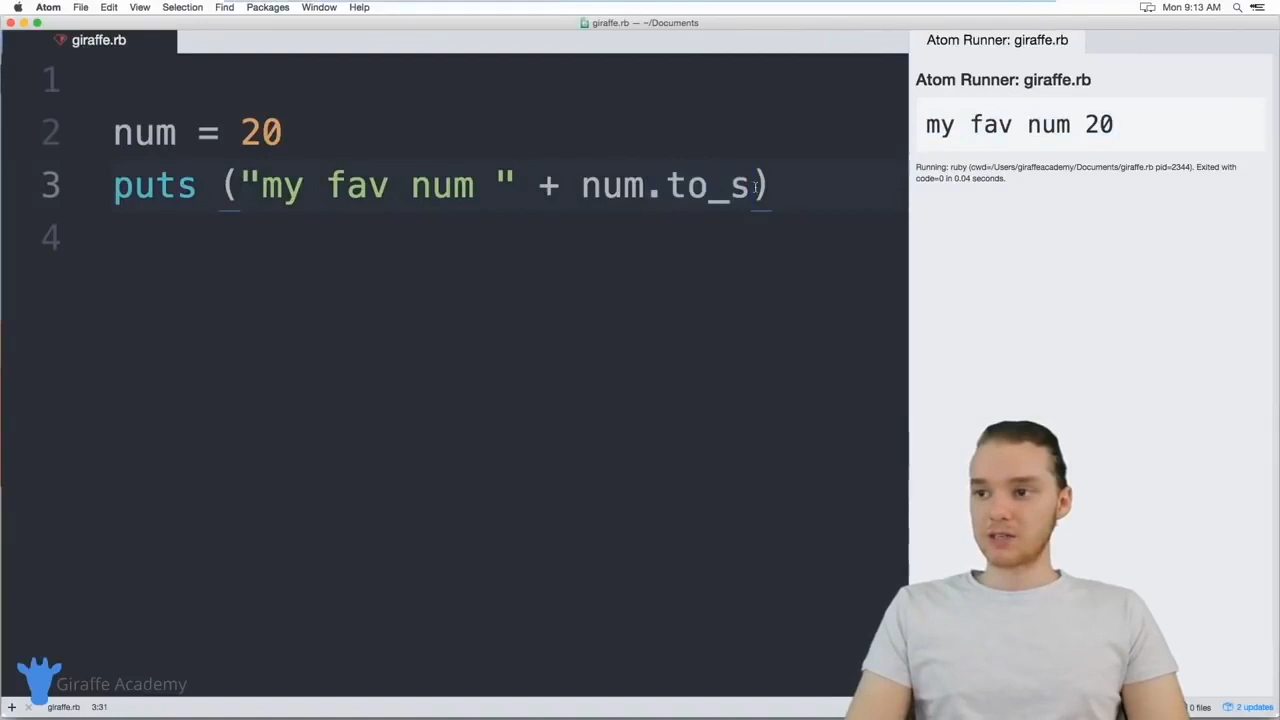 Atom File Edit View Selection Find Packages Window Help Mon 9:13 AM
giraffe.rb — ~/Documents
giraffe.rb
Atom Runner: giraffe.rb
Atom Runner: giraffe.rb
1
2 num = 20
3 puts ("my fav num " + num.to_s)
4
my fav num 20
Running: ruby (cwd=/Users/giraffeacademy/Documents/giraffe.rb pid=2344). Exited with
code=0 in 0.04 seconds.
Giraffe Academy
+ × giraffe.rb 3:31
0 files 2 updates